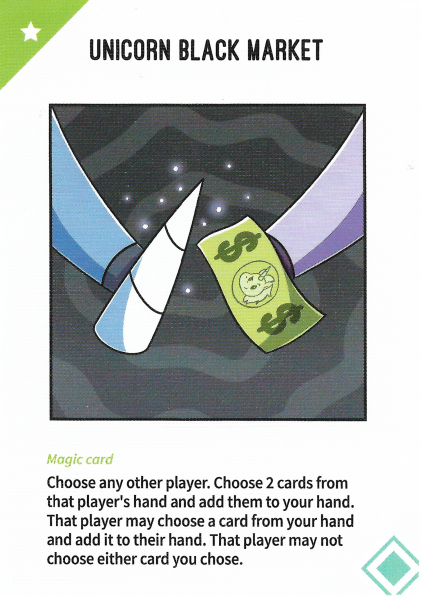 UNICORN BLACK MARKET
$
$
Magic card
Choose any other player. Choose 2 cards from
that player's hand and add them to your hand.
That player may choose a card from your hand
and add it to their hand. That player may not
choose either card you chose.